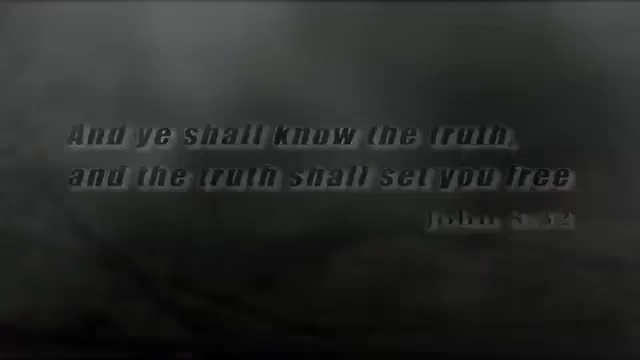 And ye shall know the truth,
and the truth shall set you free
John 8:32